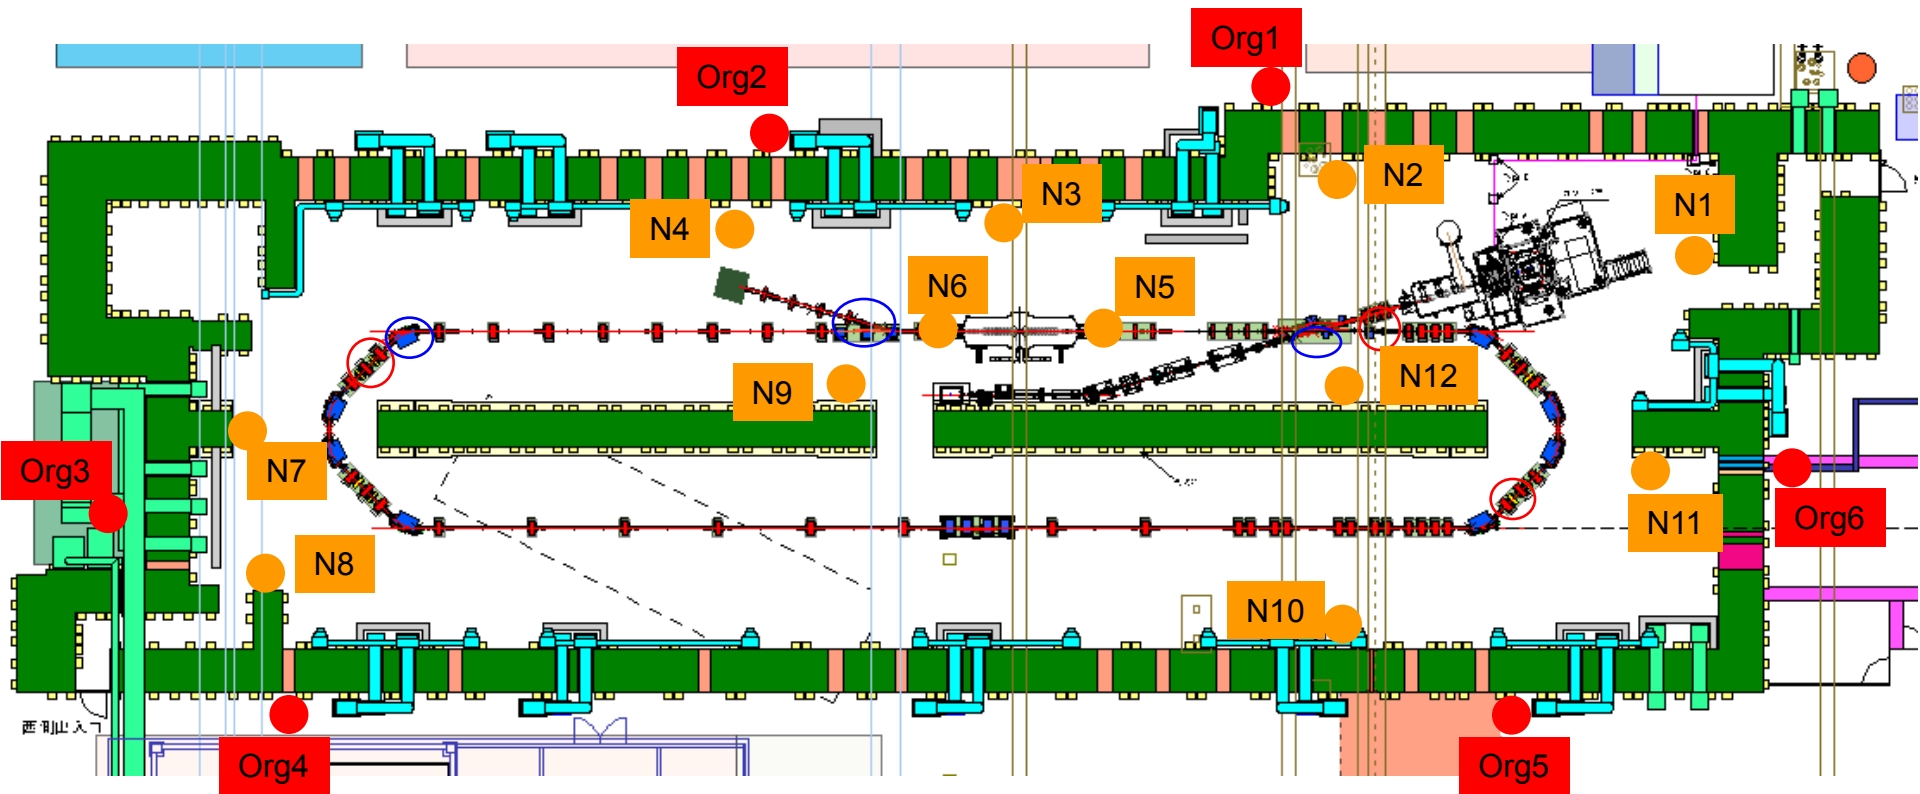 Org1
Org2
N2
N3
N1
N4
N6
N5
N9
N12
Org3
N7
N11
Org6
N8
N10
西側出入口
Org4
Org5